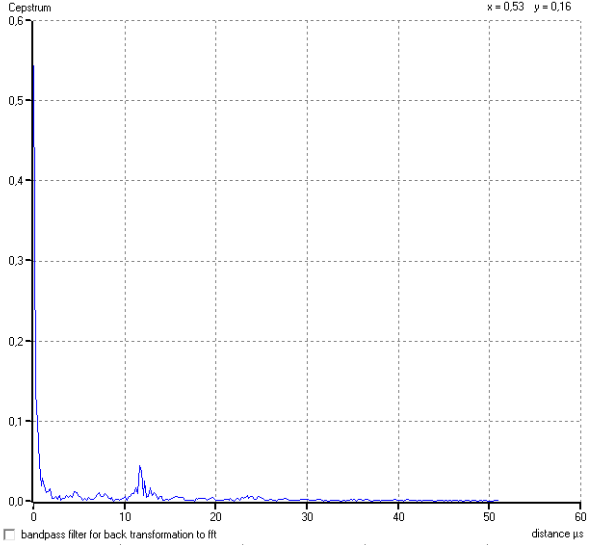 Cepstrum
x = 0,53 y = 0,16
0,6
0,5
0,4
0,3
0,2
0,1
0,0
0 10 20 30 40 50 60
bandpass filter for back transformation to fft
distance µs